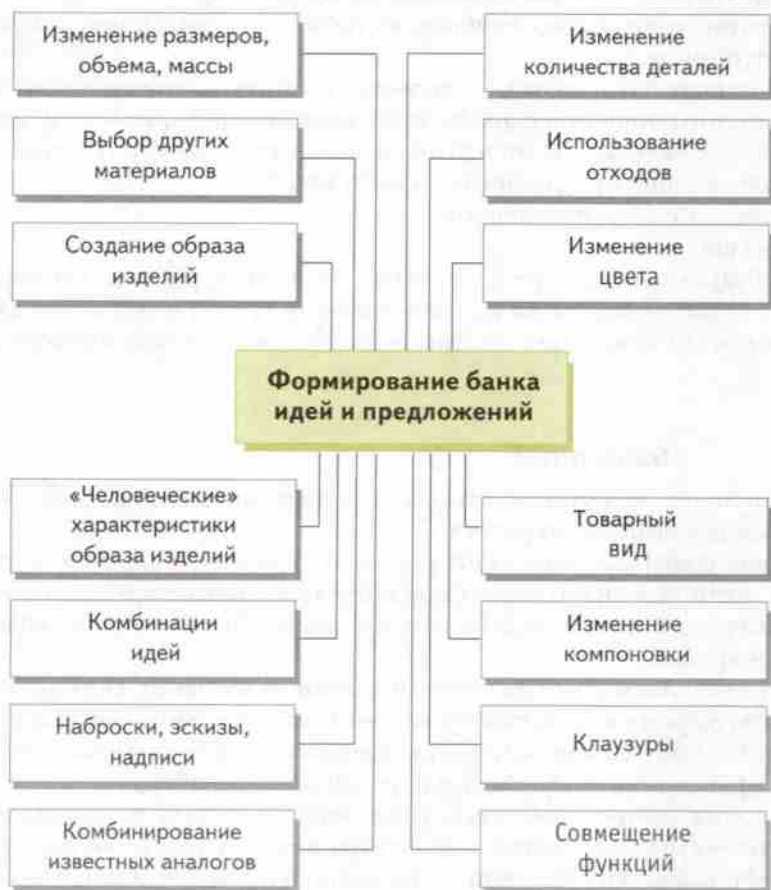 Изменение размеров,
объема, массы
Изменение
количества деталей
Выбор других
материалов
Использование
отходов
Создание образа
изделий
Изменение
цвета
Формирование банка
идей и предложений
«Человеческие»
характеристики
образа изделий
Товарный
вид
Комбинации
идей
Изменение
компоновки
Наброски, эскизы,
надписи
Клаузуры
Комбинирование
известных аналогов
Совмещение
функций